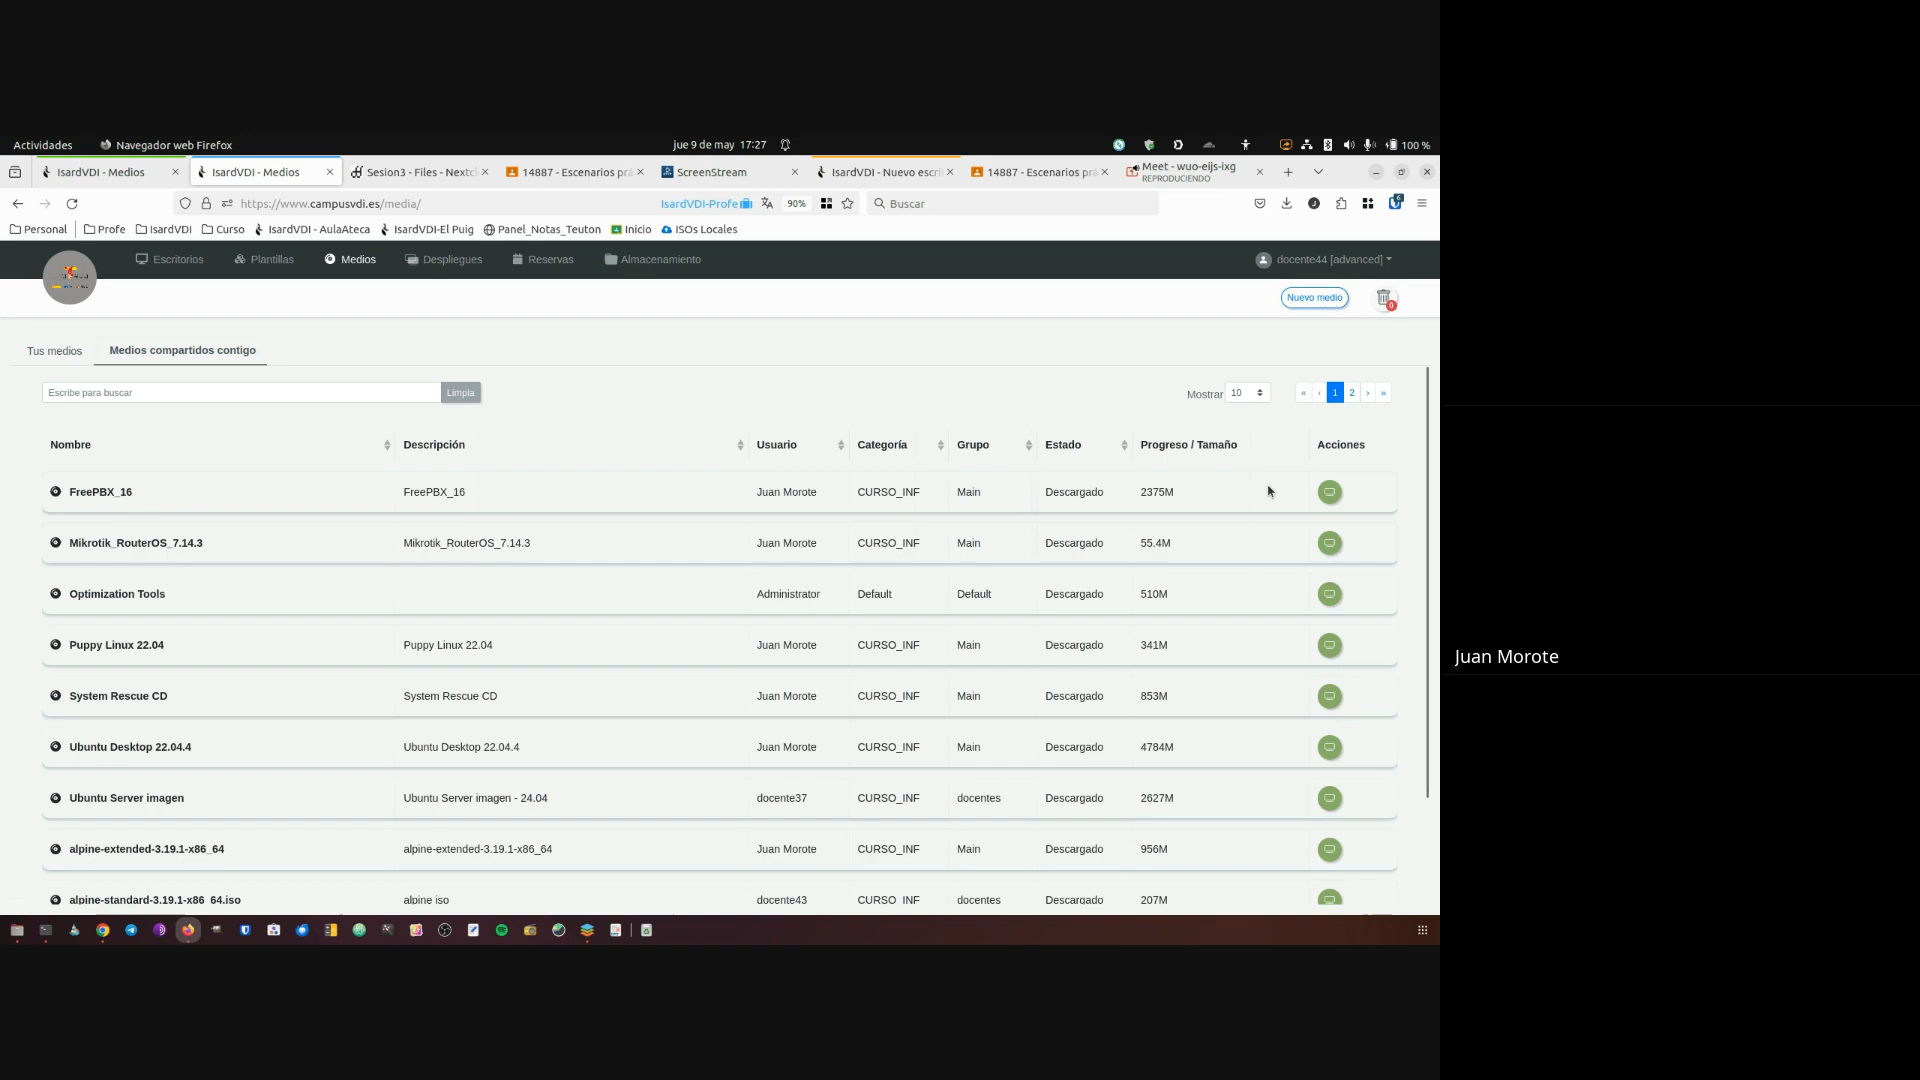 Actividades Navegador web Firefox jue 9 de may 17:27 100 %
IsardVDI - Medios IsardVDI - Medios Sesion3 - Files - Nextcl 14887 - Escenarios prá ScreenStream IsardVDI - Nuevo escri 14887 - Escenarios prá Meet - wuo-eijs-ixg
REPRODUCIENDO
https://www.campusvdi.es/media/ IsardVDI-Profe 90% Buscar
Personal Profe IsardVDI Curso IsardVDI - AulaAteca IsardVDI-El Puig Panel_Notas_Teuton Inicio ISOs Locales
Escritorios Plantillas Medios Despliegues Reservas Almacenamiento docente44 [advanced]
Nuevo medio 0
Tus medios Medios compartidos contigo
Escribe para buscar Limpia Mostrar 10 « ‹ 1 2 › »
Nombre Descripción Usuario Categoría Grupo Estado Progreso / Tamaño Acciones
FreePBX_16 FreePBX_16 Juan Morote CURSO_INF Main Descargado 2375M
Mikrotik_RouterOS_7.14.3 Mikrotik_RouterOS_7.14.3 Juan Morote CURSO_INF Main Descargado 55.4M
Optimization Tools Administrator Default Default Descargado 510M
Puppy Linux 22.04 Puppy Linux 22.04 Juan Morote CURSO_INF Main Descargado 341M
System Rescue CD System Rescue CD Juan Morote CURSO_INF Main Descargado 853M
Juan Morote
Ubuntu Desktop 22.04.4 Ubuntu Desktop 22.04.4 Juan Morote CURSO_INF Main Descargado 4784M
Ubuntu Server imagen Ubuntu Server imagen - 24.04 docente37 CURSO_INF docentes Descargado 2627M
alpine-extended-3.19.1-x86_64 alpine-extended-3.19.1-x86_64 Juan Morote CURSO_INF Main Descargado 956M
alpine-standard-3.19.1-x86_64.iso alpine iso docente43 CURSO_INF docentes Descargado 207M